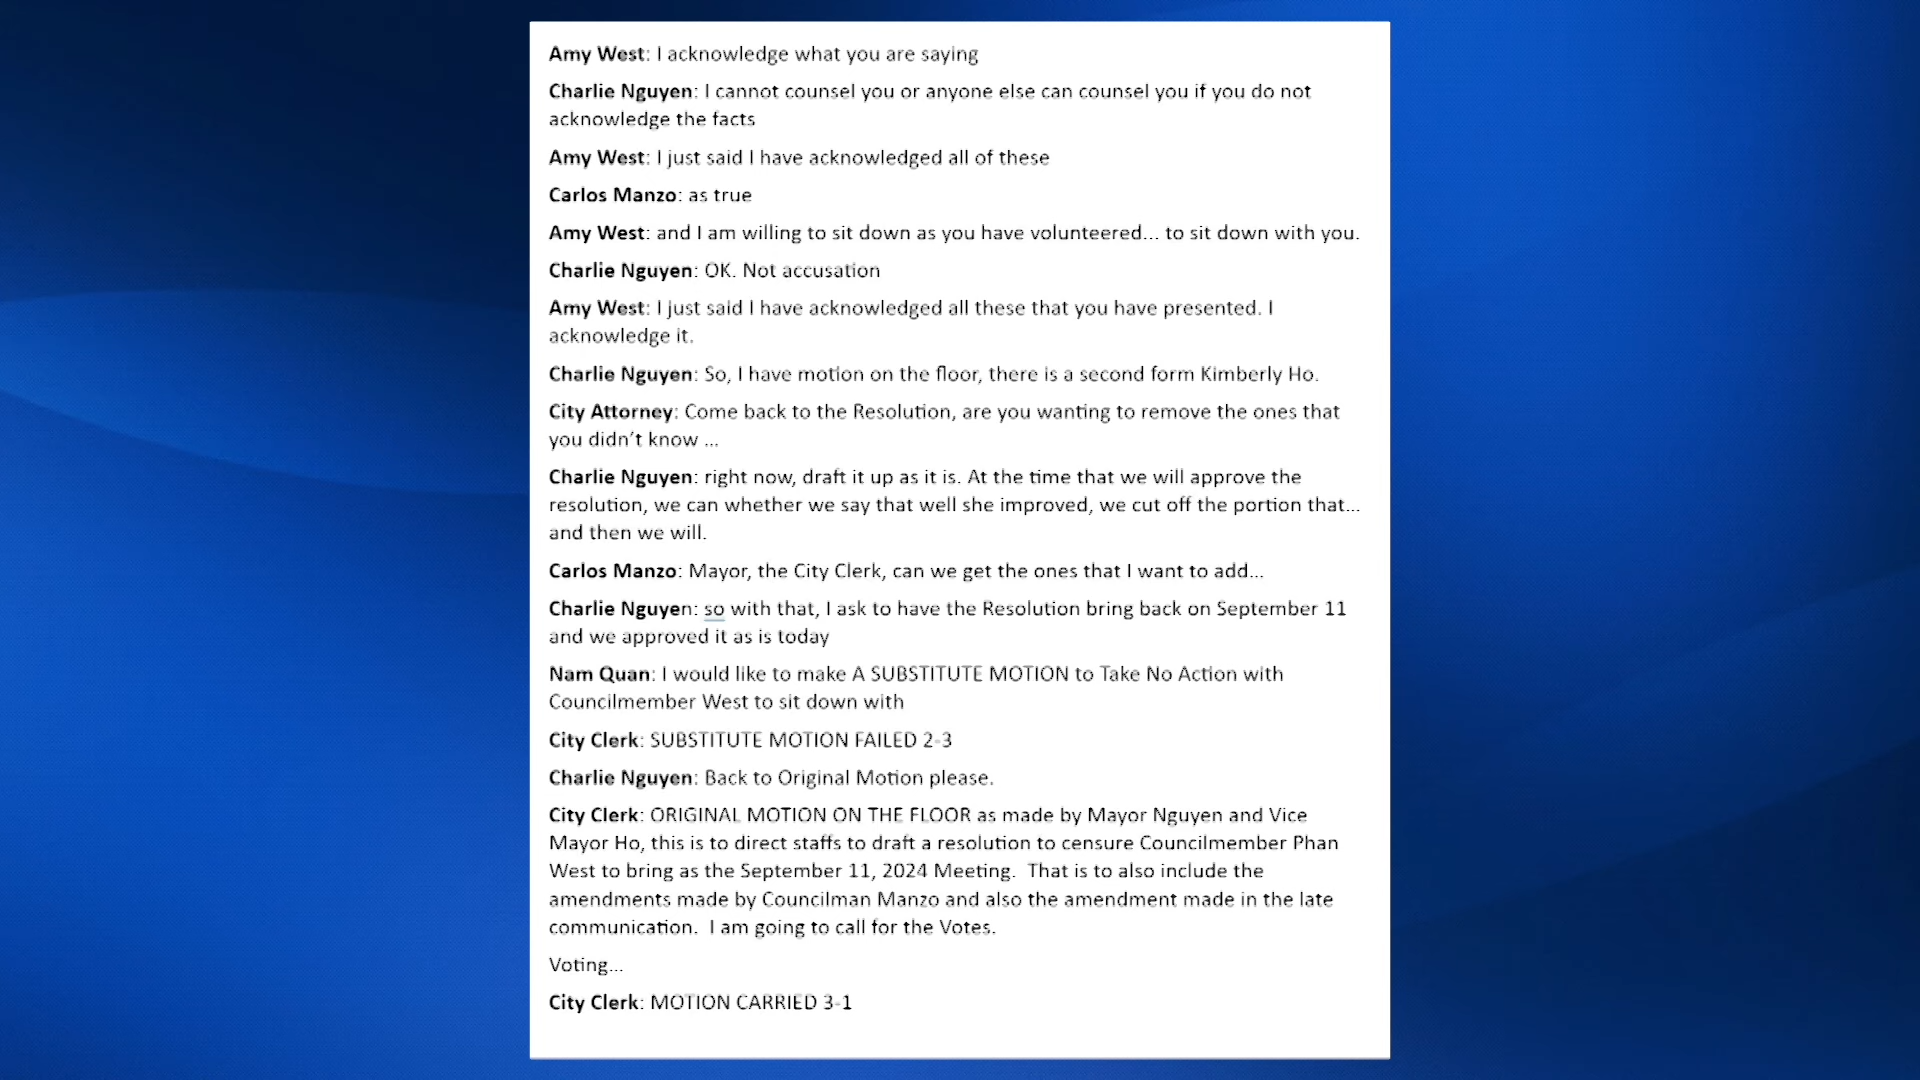 Amy West: I acknowledge what you are saying
Charlie Nguyen: I cannot counsel you or anyone else can counsel you if you do not
acknowledge the facts
Amy West: I just said I have acknowledged all of these
Carlos Manzo: as true
Amy West: and I am willing to sit down as you have volunteered... to sit down with you.
Charlie Nguyen: OK. Not accusation
Amy West: I just said I have acknowledged all these that you have presented. I
acknowledge it.
Charlie Nguyen: So, I have motion on the floor, there is a second form Kimberly Ho.
City Attorney: Come back to the Resolution, are you wanting to remove the ones that
you didn't know ...
Charlie Nguyen: right now, draft it up as it is. At the time that we will approve the
resolution, we can whether we say that well she improved, we cut off the portion that...
and then we will.
Carlos Manzo: Mayor, the City Clerk, can we get the ones that I want to add...
Charlie Nguyen: so with that, I ask to have the Resolution bring back on September 11
and we approved it as is today
Nam Quan: I would like to make A SUBSTITUTE MOTION to Take No Action with
Councilmember West to sit down with
City Clerk: SUBSTITUTE MOTION FAILED 2-3
Charlie Nguyen: Back to Original Motion please.
City Clerk: ORIGINAL MOTION ON THE FLOOR as made by Mayor Nguyen and Vice
Mayor Ho, this is to direct staffs to draft a resolution to censure Councilmember Phan
West to bring as the September 11, 2024 Meeting.  That is to also include the
amendments made by Councilman Manzo and also the amendment made in the late
communication.  I am going to call for the Votes.
Voting...
City Clerk: MOTION CARRIED 3-1